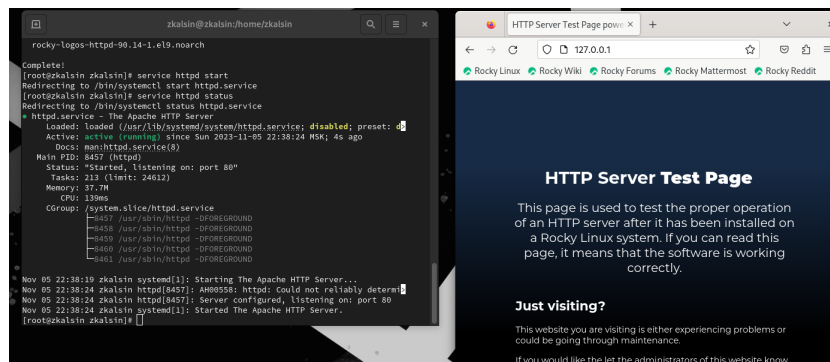 zkalsin@zkalsin:/home/zkalsin
rocky-logos-httpd-90.14-1.el9.noarch
Complete!
[root@zkalsin zkalsin]# service httpd start
Redirecting to /bin/systemctl start httpd.service
[root@zkalsin zkalsin]# service httpd status
Redirecting to /bin/systemctl status httpd.service
● httpd.service - The Apache HTTP Server
Loaded: loaded (/usr/lib/systemd/system/httpd.service; disabled; preset: d>
Active: active (running) since Sun 2023-11-05 22:38:24 MSK; 4s ago
Docs: man:httpd.service(8)
Main PID: 8457 (httpd)
Status: "Started, listening on: port 80"
Tasks: 213 (limit: 24612)
Memory: 37.7M
CPU: 139ms
CGroup: /system.slice/httpd.service
├─8457 /usr/sbin/httpd -DFOREGROUND
├─8458 /usr/sbin/httpd -DFOREGROUND
├─8459 /usr/sbin/httpd -DFOREGROUND
├─8460 /usr/sbin/httpd -DFOREGROUND
└─8461 /usr/sbin/httpd -DFOREGROUND
Nov 05 22:38:19 zkalsin systemd[1]: Starting The Apache HTTP Server...
Nov 05 22:38:24 zkalsin httpd[8457]: AH00558: httpd: Could not reliably determi>
Nov 05 22:38:24 zkalsin httpd[8457]: Server configured, listening on: port 80
Nov 05 22:38:24 zkalsin systemd[1]: Started The Apache HTTP Server.
[root@zkalsin zkalsin]#
HTTP Server Test Page powe
127.0.0.1
Rocky Linux Rocky Wiki Rocky Forums Rocky Mattermost Rocky Reddit
HTTP Server Test Page
This page is used to test the proper operation
of an HTTP server after it has been installed on
a Rocky Linux system. If you can read this
page, it means that the software is working
correctly.
Just visiting?
This website you are visiting is either experiencing problems or
could be going through maintenance.
If you would like the let the administrators of this website know